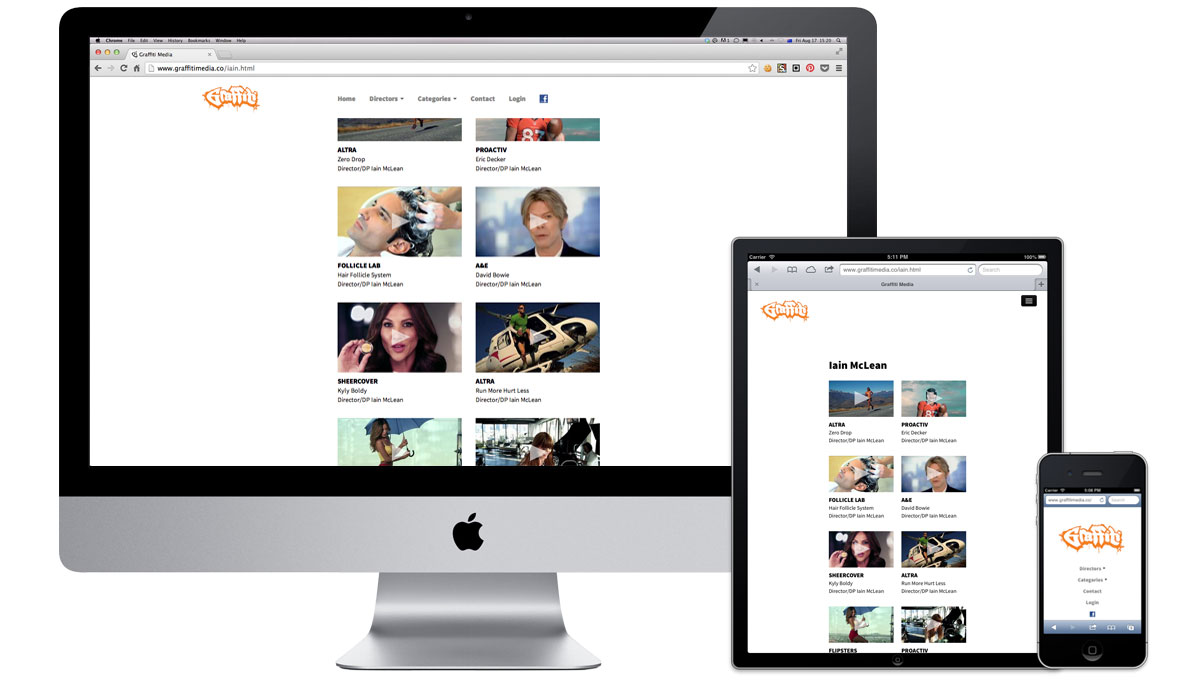 Chrome File Edit View History Bookmarks Window Help
Fri Aug 17 15:20
Graffiti Media
www.graffitimedia.co/iain.html
Graffiti
Home Directors Categories Contact Login
87
ALTRA
Zero Drop
Director/DP Iain McLean
PROACTIV
Eric Decker
Director/DP Iain McLean
FOLLICLE LAB
Hair Follicle System
Director/DP Iain McLean
A&E
David Bowie
Director/DP Iain McLean
SHEERCOVER
Kyly Boldy
Director/DP Iain McLean
ALTRA
Run More Hurt Less
Director/DP Iain McLean
Carrier 5:11 PM 100%
www.graffitimedia.co/iain.html Search
Graffiti Media
Graffiti
Iain McLean
ALTRA
Zero Drop
Director/DP Iain McLean
PROACTIV
Eric Decker
Director/DP Iain McLean
FOLLICLE LAB
Hair Follicle System
Director/DP Iain McLean
A&E
David Bowie
Director/DP Iain McLean
SHEERCOVER
Kyly Boldy
Director/DP Iain McLean
ALTRA
Run More Hurt Less
Director/DP Iain McLean
FLIPSTERS
PROACTIV
Carrier 5:08 PM
www.graffitimedia.co/ Search
Graffiti
Directors
Categories
Contact
Login